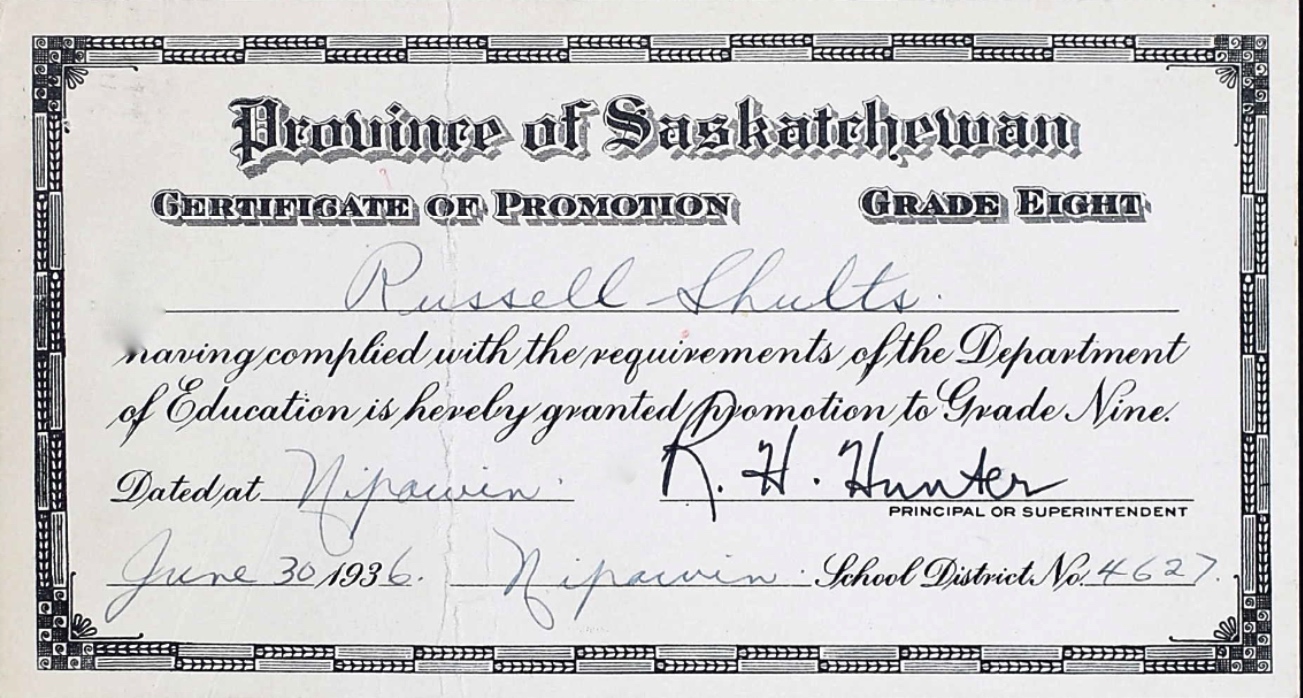 Province of Saskatchewan
CERTIFICATE OF PROMOTION GRADE EIGHT
Russell Shults.
having complied with the requirements of the Department
of Education is hereby granted promotion to Grade Nine.
Dated at Nipawin. R. H. Hunter
PRINCIPAL OR SUPERINTENDENT
June 30 1936. Nipawin. School District No. 4627.